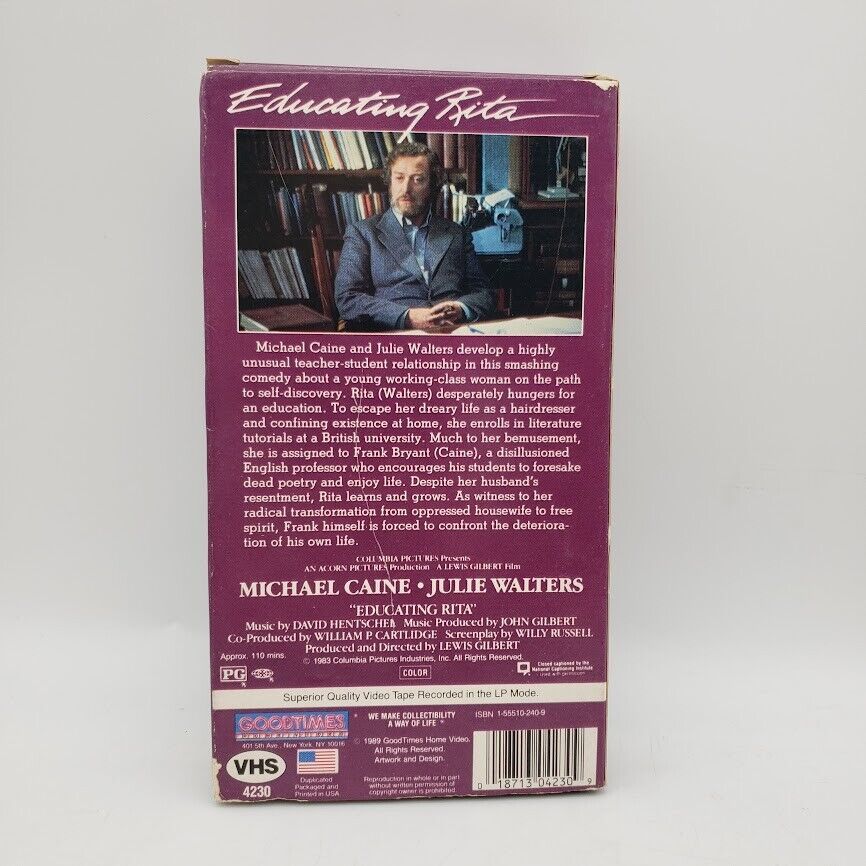 Educating Rita
Michael Caine and Julie Walters develop a highly
unusual teacher-student relationship in this smashing
comedy about a young working-class woman on the path
to self-discovery. Rita (Walters) desperately hungers for
an education. To escape her dreary life as a hairdresser
and confining existence at home, she enrolls in literature
tutorials at a British university. Much to her bemusement,
she is assigned to Frank Bryant (Caine), a disillusioned
English professor who encourages his students to foresake
dead poetry and enjoy life. Despite her husband's
resentment, Rita learns and grows. As witness to her
radical transformation from oppressed housewife to free
spirit, Frank himself is forced to confront the deteriora-
tion of his own life.
COLUMBIA PICTURES Presents
AN ACORN PICTURES Production A LEWIS GILBERT Film
MICHAEL CAINE • JULIE WALTERS
"EDUCATING RITA"
Music by DAVID HENTSCHEL Music Produced by JOHN GILBERT
Co-Produced by WILLIAM P. CARTLIDGE Screenplay by WILLY RUSSELL
Produced and Directed by LEWIS GILBERT
Approx. 110 mins.
© 1983 Columbia Pictures Industries, Inc. All Rights Reserved.
PG
COLOR
Closed captioned by the
National Captioning Institute
Used with permission
Superior Quality Video Tape Recorded in the LP Mode.
GOODTIMES
HOME VIDEO
401 5th Ave., New York, NY 10016
VHS
4230
Duplicated
Packaged and
Printed in USA
* WE MAKE COLLECTIBILITY
A WAY OF LIFE *
© 1989 GoodTimes Home Video.
All Rights Reserved.
Artwork and Design.
Reproduction in whole or in part
without written permission of
copyright owner is prohibited.
ISBN 1-55510-240-9
0 18713 04230 9